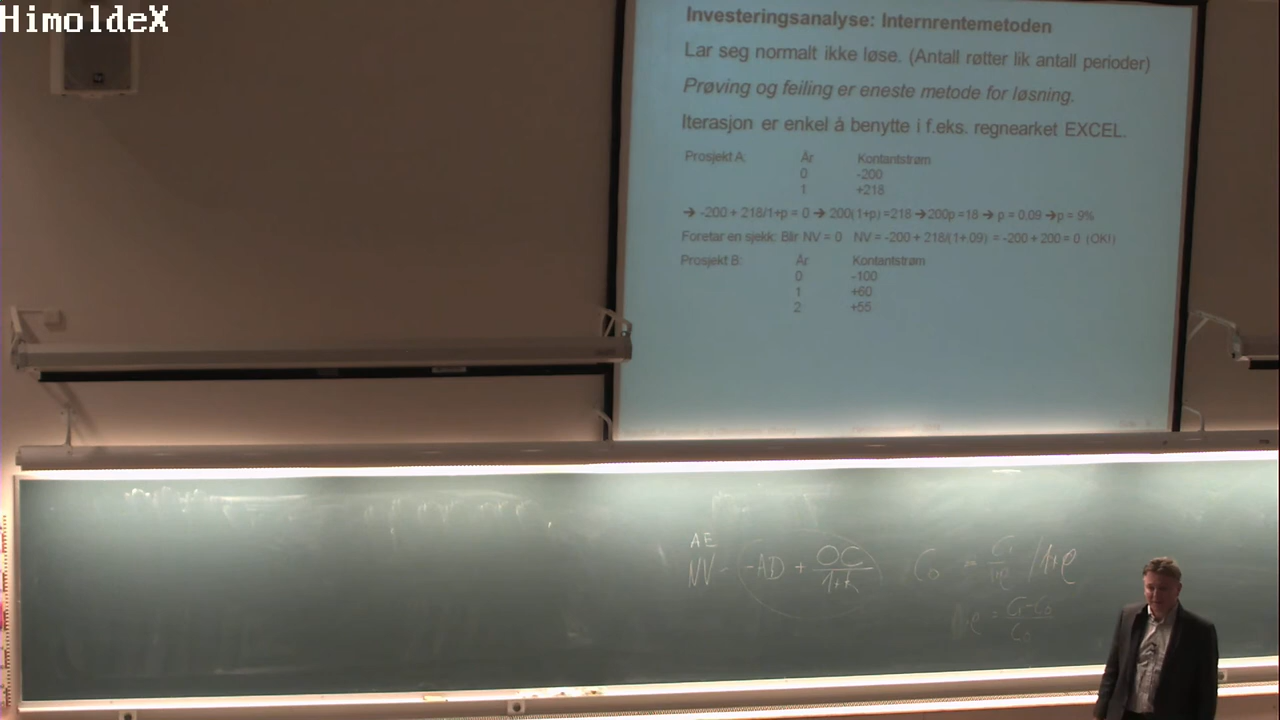 HimoldeX
Investeringsanalyse: Internrentemetoden
Lar seg normalt ikke løse. (Antall røtter lik antall perioder)
Prøving og feiling er eneste metode for løsning.
Iterasjon er enkel å benytte i f.eks. regnearket EXCEL.
Prosjekt A: År Kontantstrøm
0 -200
1 +218
➔ -200 + 218/1+p = 0 ➔ 200(1+p) =218 ➔200p =18 ➔ p = 0,09 ➔p = 9%
Foretar en sjekk: Blir NV = 0 NV = -200 + 218/(1+.09) = -200 + 200 = 0 (OK!)
Prosjekt B: År Kontantstrøm
0 -100
1 +60
2 +55
AE
NV = -AD + OC
1+k